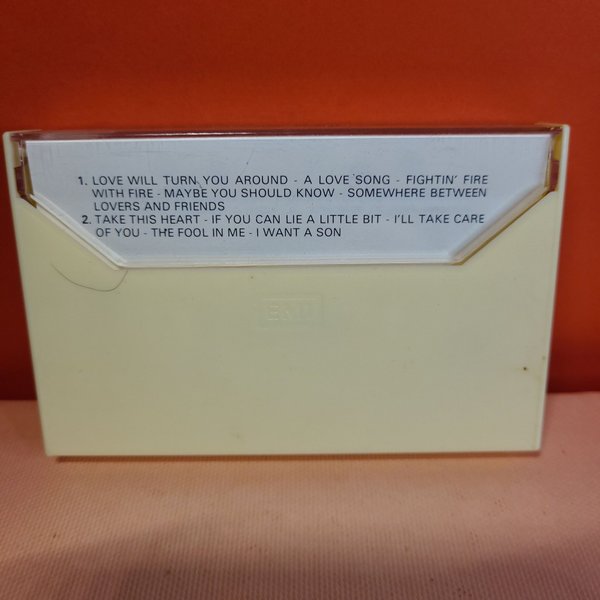 1. LOVE WILL TURN YOU AROUND - A LOVE SONG - FIGHTIN' FIRE
WITH FIRE - MAYBE YOU SHOULD KNOW - SOMEWHERE BETWEEN
LOVERS AND FRIENDS
2. TAKE THIS HEART - IF YOU CAN LIE A LITTLE BIT - I'LL TAKE CARE
OF YOU - THE FOOL IN ME - I WANT A SON
EMI